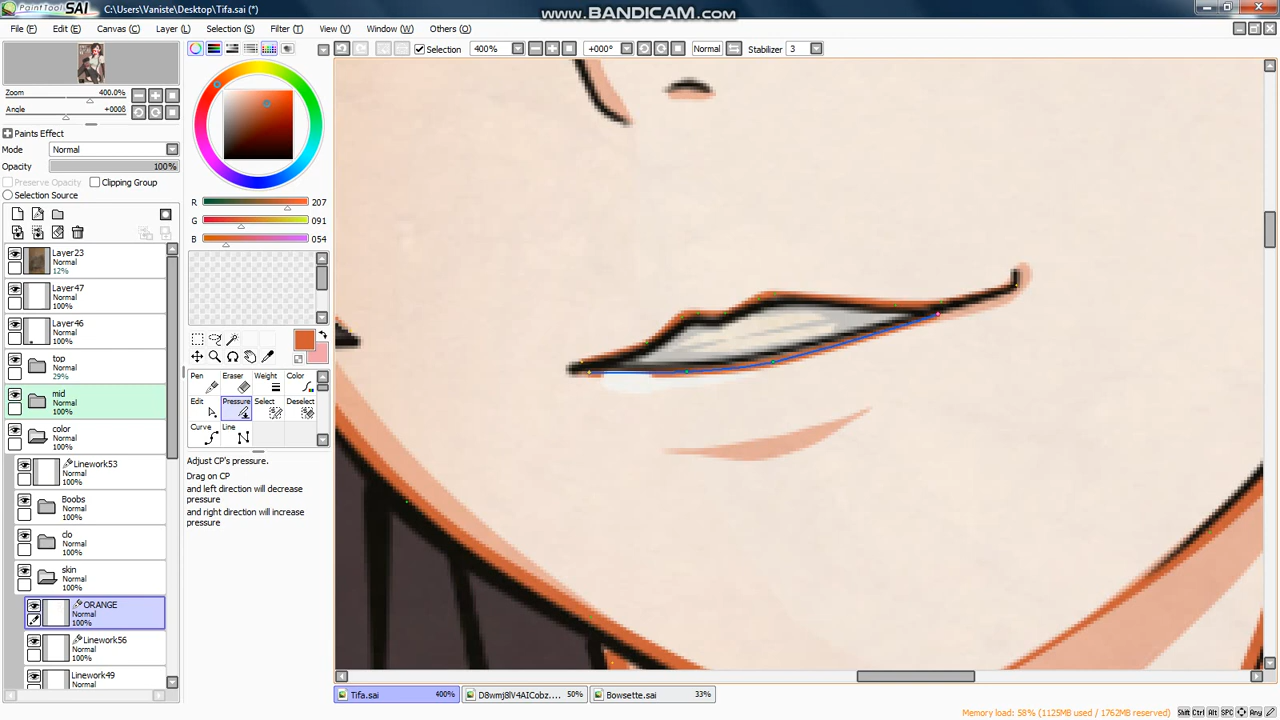 PaintTool SAI C:\Users\Vaniste\Desktop\Tifa.sai (*)
www.BANDICAM.com
File (F) Edit (E) Canvas (C) Layer (L) Selection (S) Filter (T) View (V) Window (W) Others (O)
Selection 400% +000° Normal Stabilizer 3
Zoom 400.0%
Angle +000°
Paints Effect
Mode Normal
Opacity 100%
Preserve Opacity Clipping Group
Selection Source
Layer23
Normal
12%
Layer47
Normal
100%
Layer46
Normal
100%
top
Normal
29%
mid
Normal
100%
color
Normal
100%
Linework53
Normal
100%
Boobs
Normal
100%
clo
Normal
100%
skin
Normal
100%
ORANGE
Normal
100%
Linework56
Normal
100%
Linework49
Normal
R 207
G 091
B 054
Pen Eraser Weight Color
Edit Pressure Select Deselect
Curve Line
Adjust CP's pressure.
Drag on CP
and left direction will decrease
pressure
and right direction will increase
pressure
Tifa.sai 400% D8wmj8lV4AICobz.... 50% Bowsette.sai 33%
Memory load: 58% (1125MB used / 1762MB reserved) Shift Ctrl Alt SPC Any